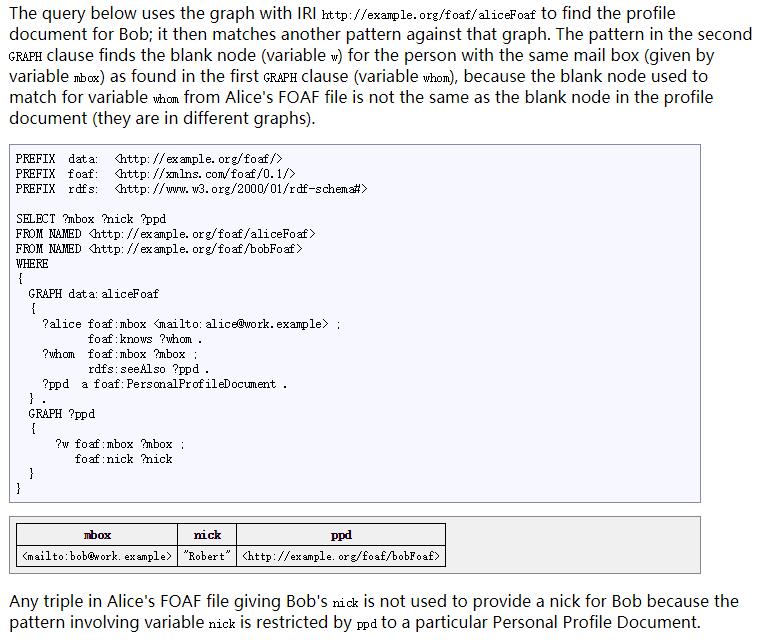 The query below uses the graph with IRI http://example.org/foaf/aliceFoaf to find the profile
document for Bob; it then matches another pattern against that graph. The pattern in the second
GRAPH clause finds the blank node (variable w) for the person with the same mail box (given by
variable mbox) as found in the first GRAPH clause (variable whom), because the blank node used to
match for variable whom from Alice's FOAF file is not the same as the blank node in the profile
document (they are in different graphs).
PREFIX data: <http://example.org/foaf/>
PREFIX foaf: <http://xmlns.com/foaf/0.1/>
PREFIX rdfs: <http://www.w3.org/2000/01/rdf-schema#>
SELECT ?mbox ?nick ?ppd
FROM NAMED <http://example.org/foaf/aliceFoaf>
FROM NAMED <http://example.org/foaf/bobFoaf>
WHERE
{
GRAPH data:aliceFoaf
{
?alice foaf:mbox <mailto:alice@work.example> ;
foaf:knows ?whom .
?whom foaf:mbox ?mbox ;
rdfs:seeAlso ?ppd .
?ppd a foaf:PersonalProfileDocument .
} .
GRAPH ?ppd
{
?w foaf:mbox ?mbox ;
foaf:nick ?nick
}
}
mbox nick ppd
<mailto:bob@work.example> "Robert" <http://example.org/foaf/bobFoaf>
Any triple in Alice's FOAF file giving Bob's nick is not used to provide a nick for Bob because the
pattern involving variable nick is restricted by ppd to a particular Personal Profile Document.